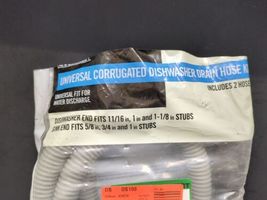 UNIVERSAL CORRUGATED DISHWASHER DRAIN HOSE KI
INCLUDES 2 HOSE
UNIVERSAL FIT FOR
WATER DISCHARGE
DISHWASHER END FITS 11/16 in, 1 in and 1-1/8 in STUBS
SINK END FITS 5/8 in, 3/4 in and 1 in STUBS